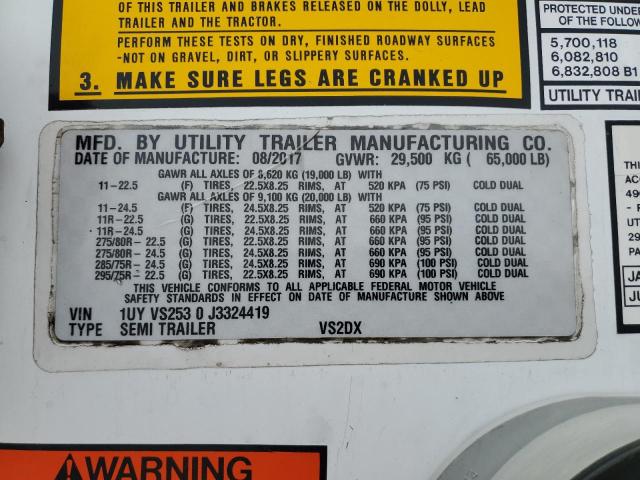 OF THIS TRAILER AND BRAKES RELEASED ON THE DOLLY, LEAD
TRAILER AND THE TRACTOR.
PERFORM THESE TESTS ON DRY, FINISHED ROADWAY SURFACES
-NOT ON GRAVEL, DIRT, OR SLIPPERY SURFACES.
3. MAKE SURE LEGS ARE CRANKED UP
PROTECTED UNDER
OF THE FOLLOW
5,700,118
6,082,810
6,832,808 B1
UTILITY TRAI
MFD. BY UTILITY TRAILER MANUFACTURING CO.
DATE OF MANUFACTURE: 08/2017 GVWR: 29,500 KG ( 65,000 LB)
GAWR ALL AXLES OF 8,620 KG (19,000 LB) WITH
11-22.5 (F) TIRES, 22.5X8.25 RIMS, AT 520 KPA (75 PSI) COLD DUAL
GAWR ALL AXLES OF 9,100 KG (20,000 LB) WITH
11-24.5 (F) TIRES, 24.5X8.25 RIMS, AT 520 KPA (75 PSI) COLD DUAL
11R-22.5 (G) TIRES, 22.5X8.25 RIMS, AT 660 KPA (95 PSI) COLD DUAL
11R-24.5 (G) TIRES, 24.5X8.25 RIMS, AT 660 KPA (95 PSI) COLD DUAL
275/80R-22.5 (G) TIRES, 22.5X8.25 RIMS, AT 660 KPA (95 PSI) COLD DUAL
275/80R-24.5 (G) TIRES, 24.5X8.25 RIMS, AT 660 KPA (95 PSI) COLD DUAL
285/75R-24.5 (G) TIRES, 24.5X8.25 RIMS, AT 690 KPA (100 PSI) COLD DUAL
295/75R-22.5 (G) TIRES, 22.5X8.25 RIMS, AT 690 KPA (100 PSI) COLD DUAL
THIS VEHICLE CONFORMS TO ALL APPLICABLE FEDERAL MOTOR VEHICLE
SAFETY STANDARDS IN EFFECT ON DATE OF MANUFACTURE SHOWN ABOVE.
VIN 1UY VS253 0 J3324419
TYPE SEMI TRAILER VS2DX
THIS
ACC
49
JA
JU
WARNING